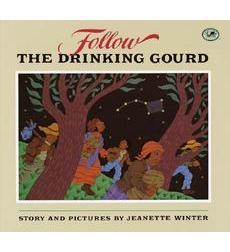 Follow
THE DRINKING GOURD
STORY AND PICTURES BY JEANETTE WINTER